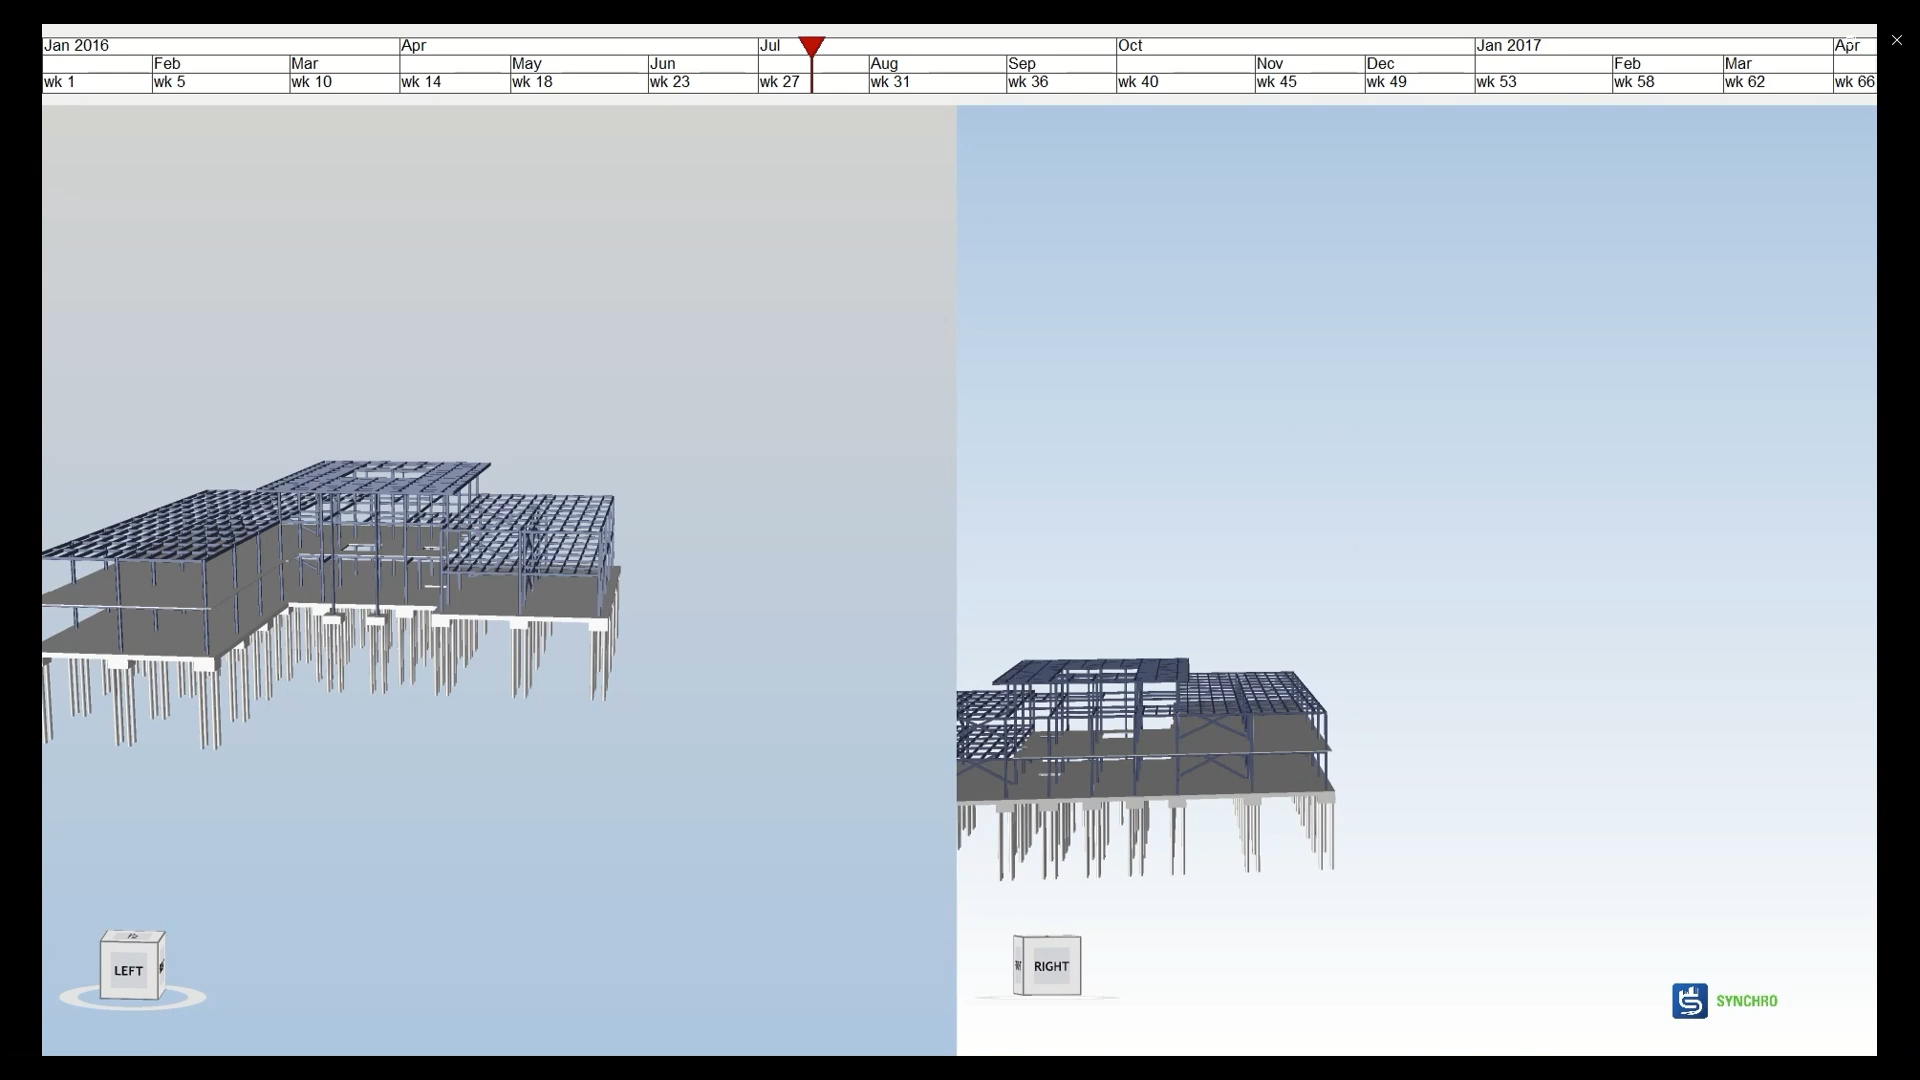 Jan 2016 Apr Jul Oct Jan 2017 Apr
Feb Mar May Jun Aug Sep Nov Dec Feb Mar
wk 1 wk 5 wk 10 wk 14 wk 18 wk 23 wk 27 wk 31 wk 36 wk 40 wk 45 wk 49 wk 53 wk 58 wk 62 wk 66
LEFT
RIGHT
SYNCHRO